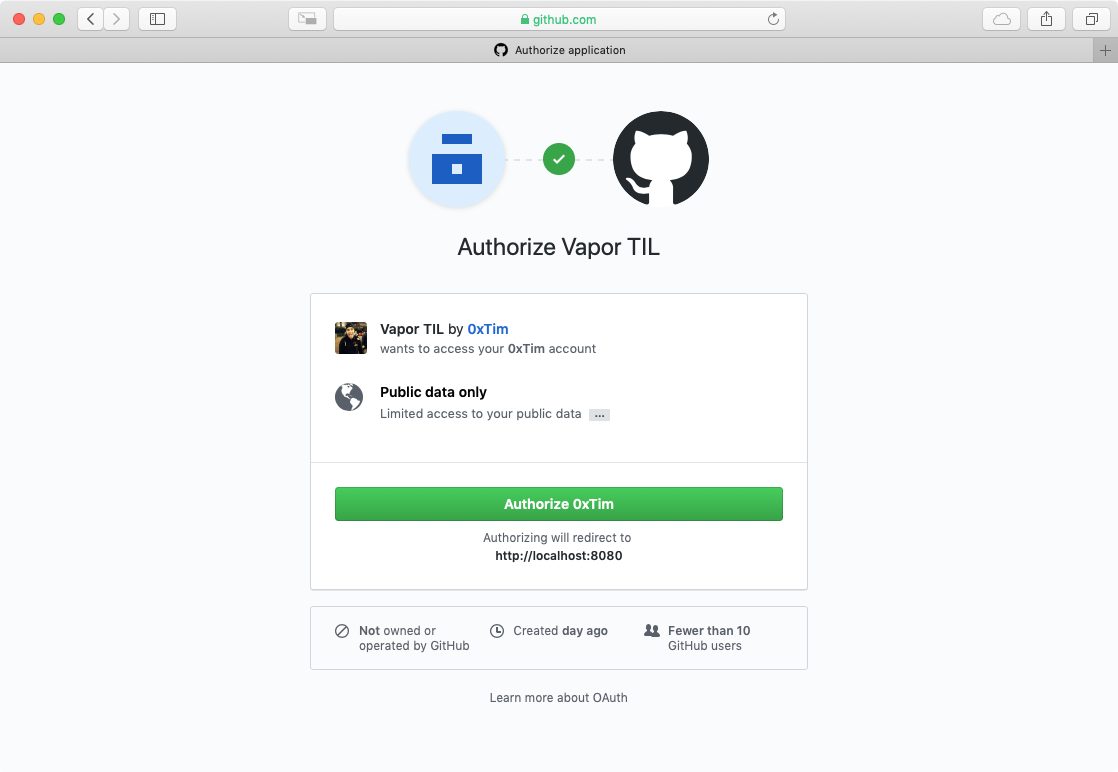 github.com
Authorize application
Authorize Vapor TIL
Vapor TIL by 0xTim
wants to access your 0xTim account
Public data only
Limited access to your public data ...
Authorize 0xTim
Authorizing will redirect to
http://localhost:8080
Not owned or
operated by GitHub
Created day ago
Fewer than 10
GitHub users
Learn more about OAuth